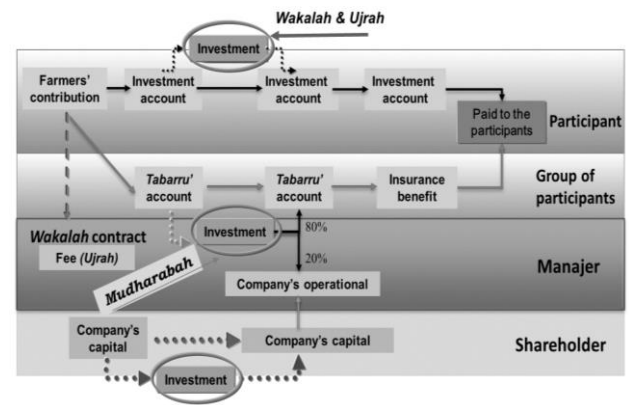 Wakalah & Ujrah
Investment
Farmers'
contribution
Investment
account
Investment
account
Investment
account
Paid to the
participants
Participant
Tabarru'
account
Tabarru'
account
Insurance
benefit
Group of
participants
Wakalah contract
Fee (Ujrah)
Investment
80%
20%
Mudharabah
Company's operational
Manajer
Company's
capital
Company's capital
Shareholder
Investment